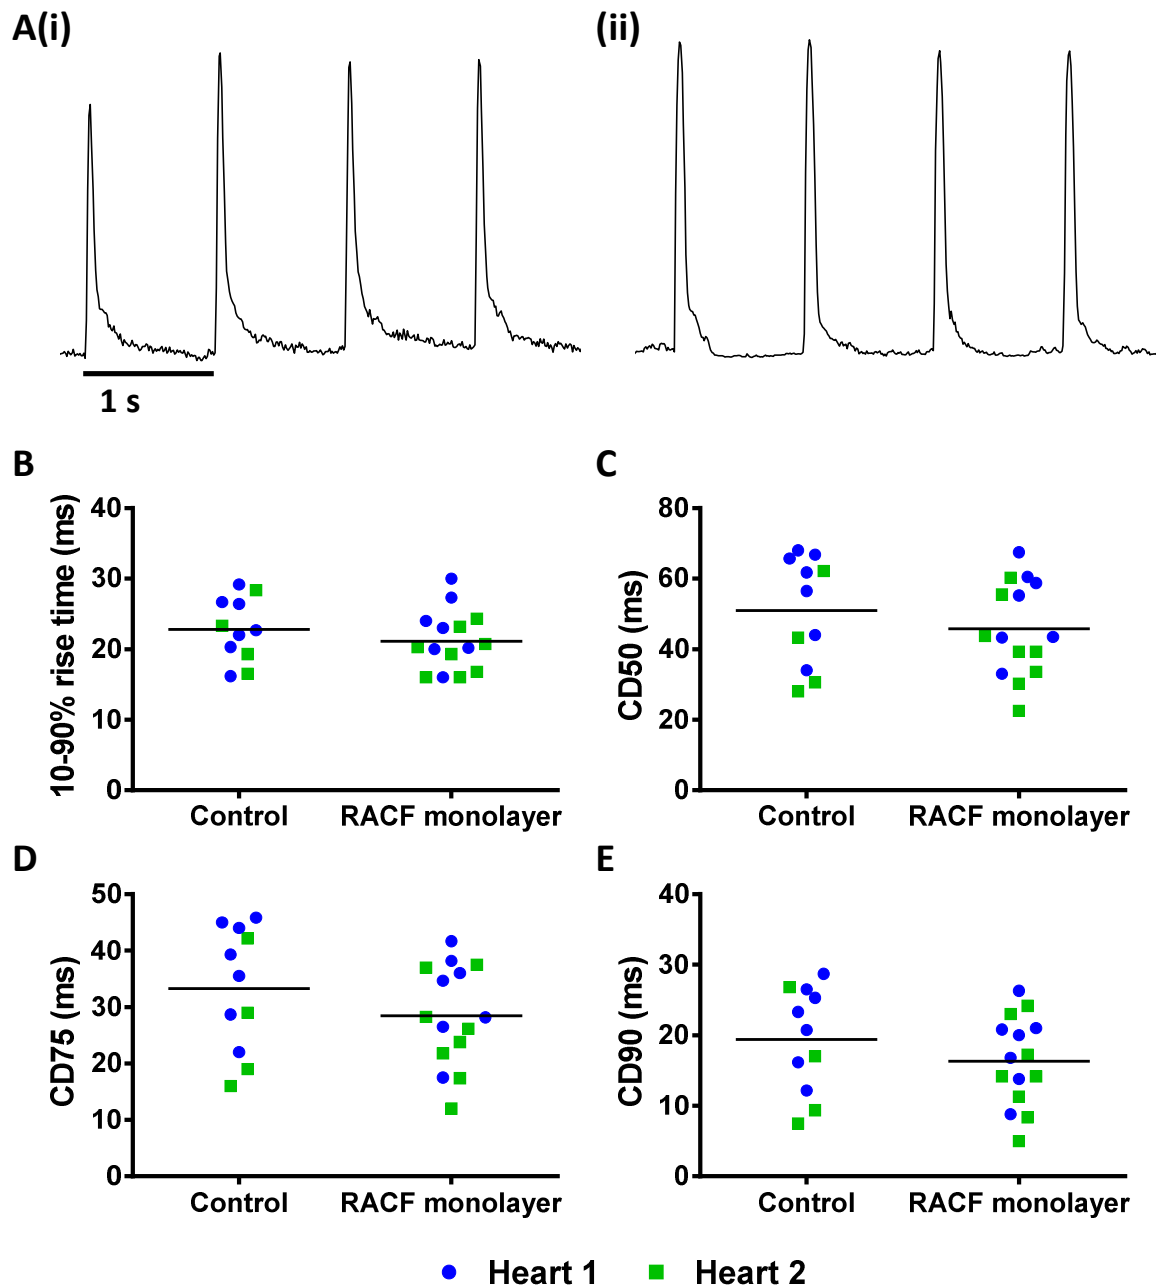 A(i)
(ii)
1 s
B
C
10-90% rise time (ms)
40
30
20
10
0
Control
RACF monolayer
CD50 (ms)
80
60
40
20
0
Control
RACF monolayer
D
E
CD75 (ms)
50
40
30
20
10
0
Control
RACF monolayer
CD90 (ms)
40
30
20
10
0
Control
RACF monolayer
Heart 1
Heart 2